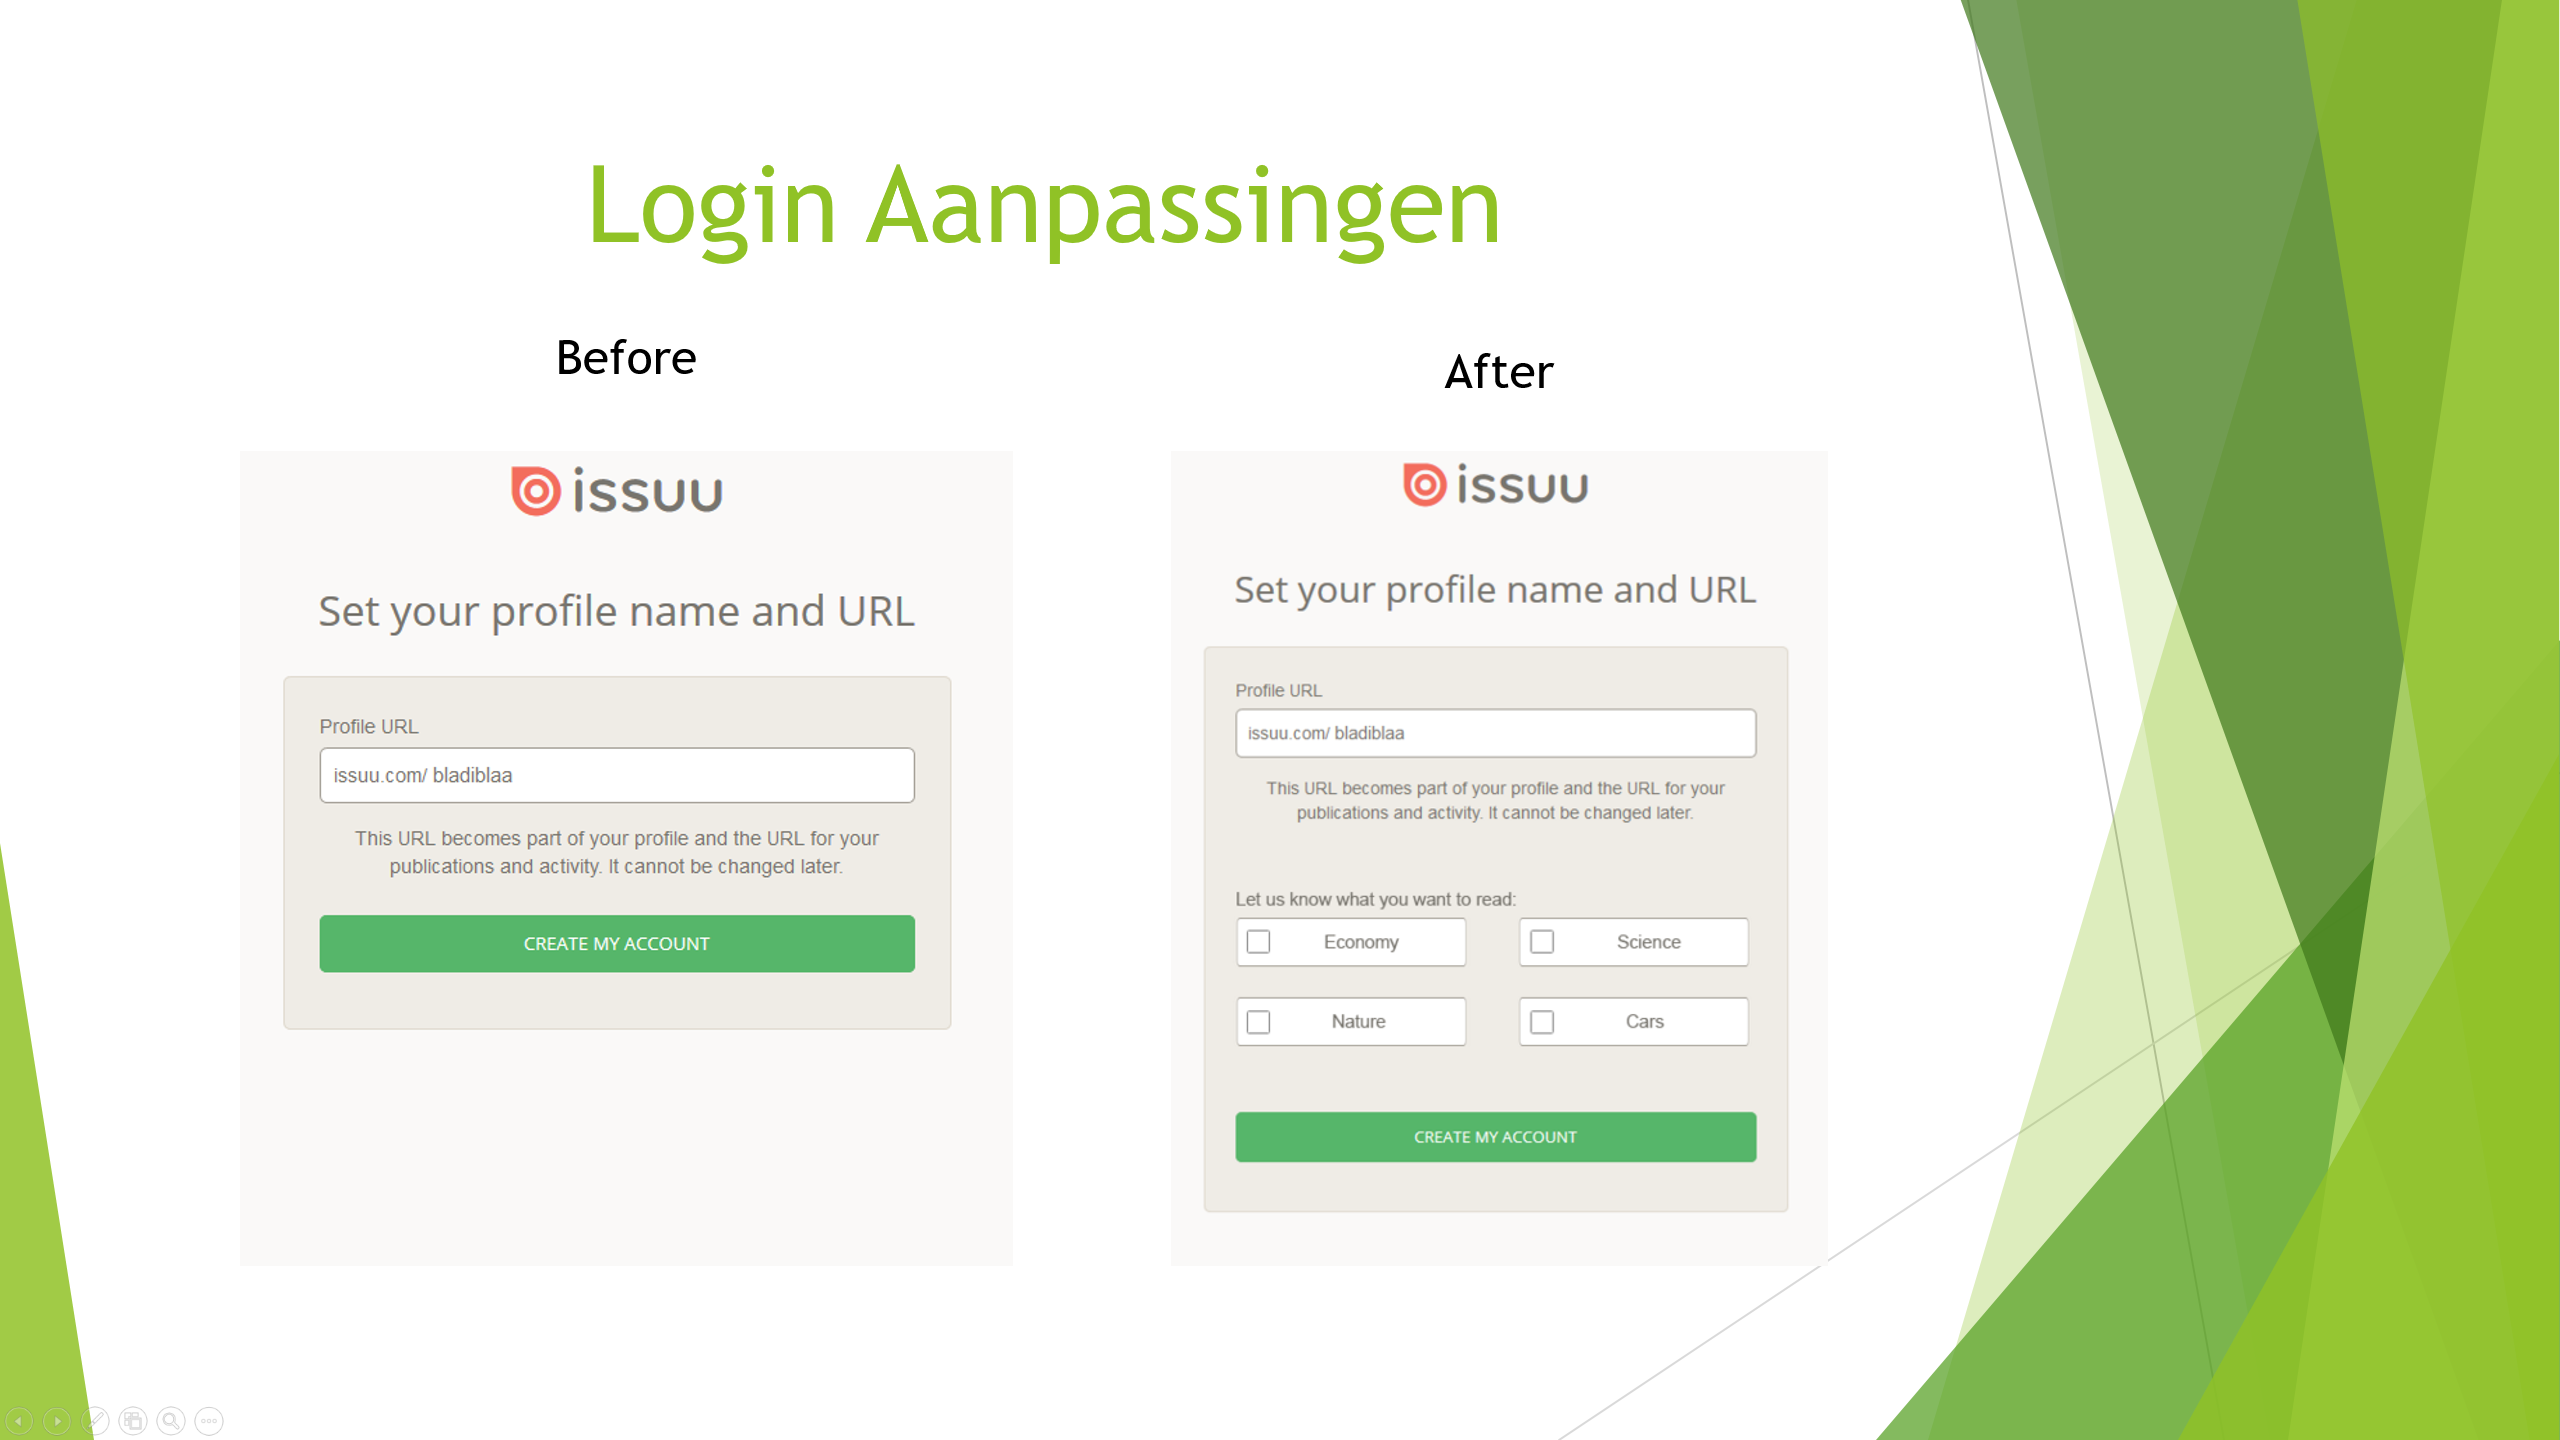 Login Aanpassingen
Before
issuu
Set your profile name and URL
Profile URL
issuu.com/ bladiblaa
This URL becomes part of your profile and the URL for your
publications and activity. It cannot be changed later.
CREATE MY ACCOUNT
After
issuu
Set your profile name and URL
Profile URL
issuu.com/ bladiblaa
This URL becomes part of your profile and the URL for your
publications and activity. It cannot be changed later.
Let us know what you want to read:
Economy
Science
Nature
Cars
CREATE MY ACCOUNT